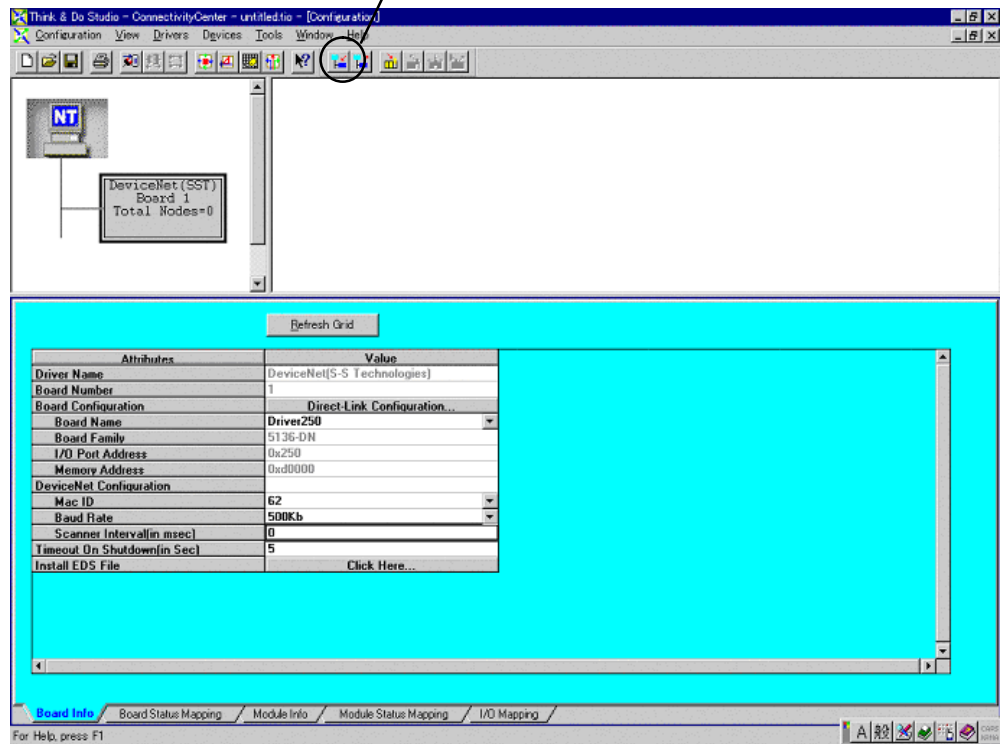 Think & Do Studio - ConnectivityCenter - untitled.tio - [Configuration]
Configuration View Drivers Devices Tools Window Help
NT
DeviceNet(SST)
Board 1
Total Nodes=0
Refresh Grid
Attributes Value
Driver Name DeviceNet(S-S Technologies)
Board Number 1
Board Configuration Direct-Link Configuration...
Board Name Driver250
Board Family 5136-DN
I/O Port Address 0x250
Memory Address 0xd0000
DeviceNet Configuration
Mac ID 62
Baud Rate 500Kb
Scanner Interval(in msec) 0
Timeout On Shutdown(in Sec) 5
Install EDS File Click Here...
Board Info Board Status Mapping Module Info Module Status Mapping I/O Mapping
For Help, press F1
A 般 CAPS
KANA